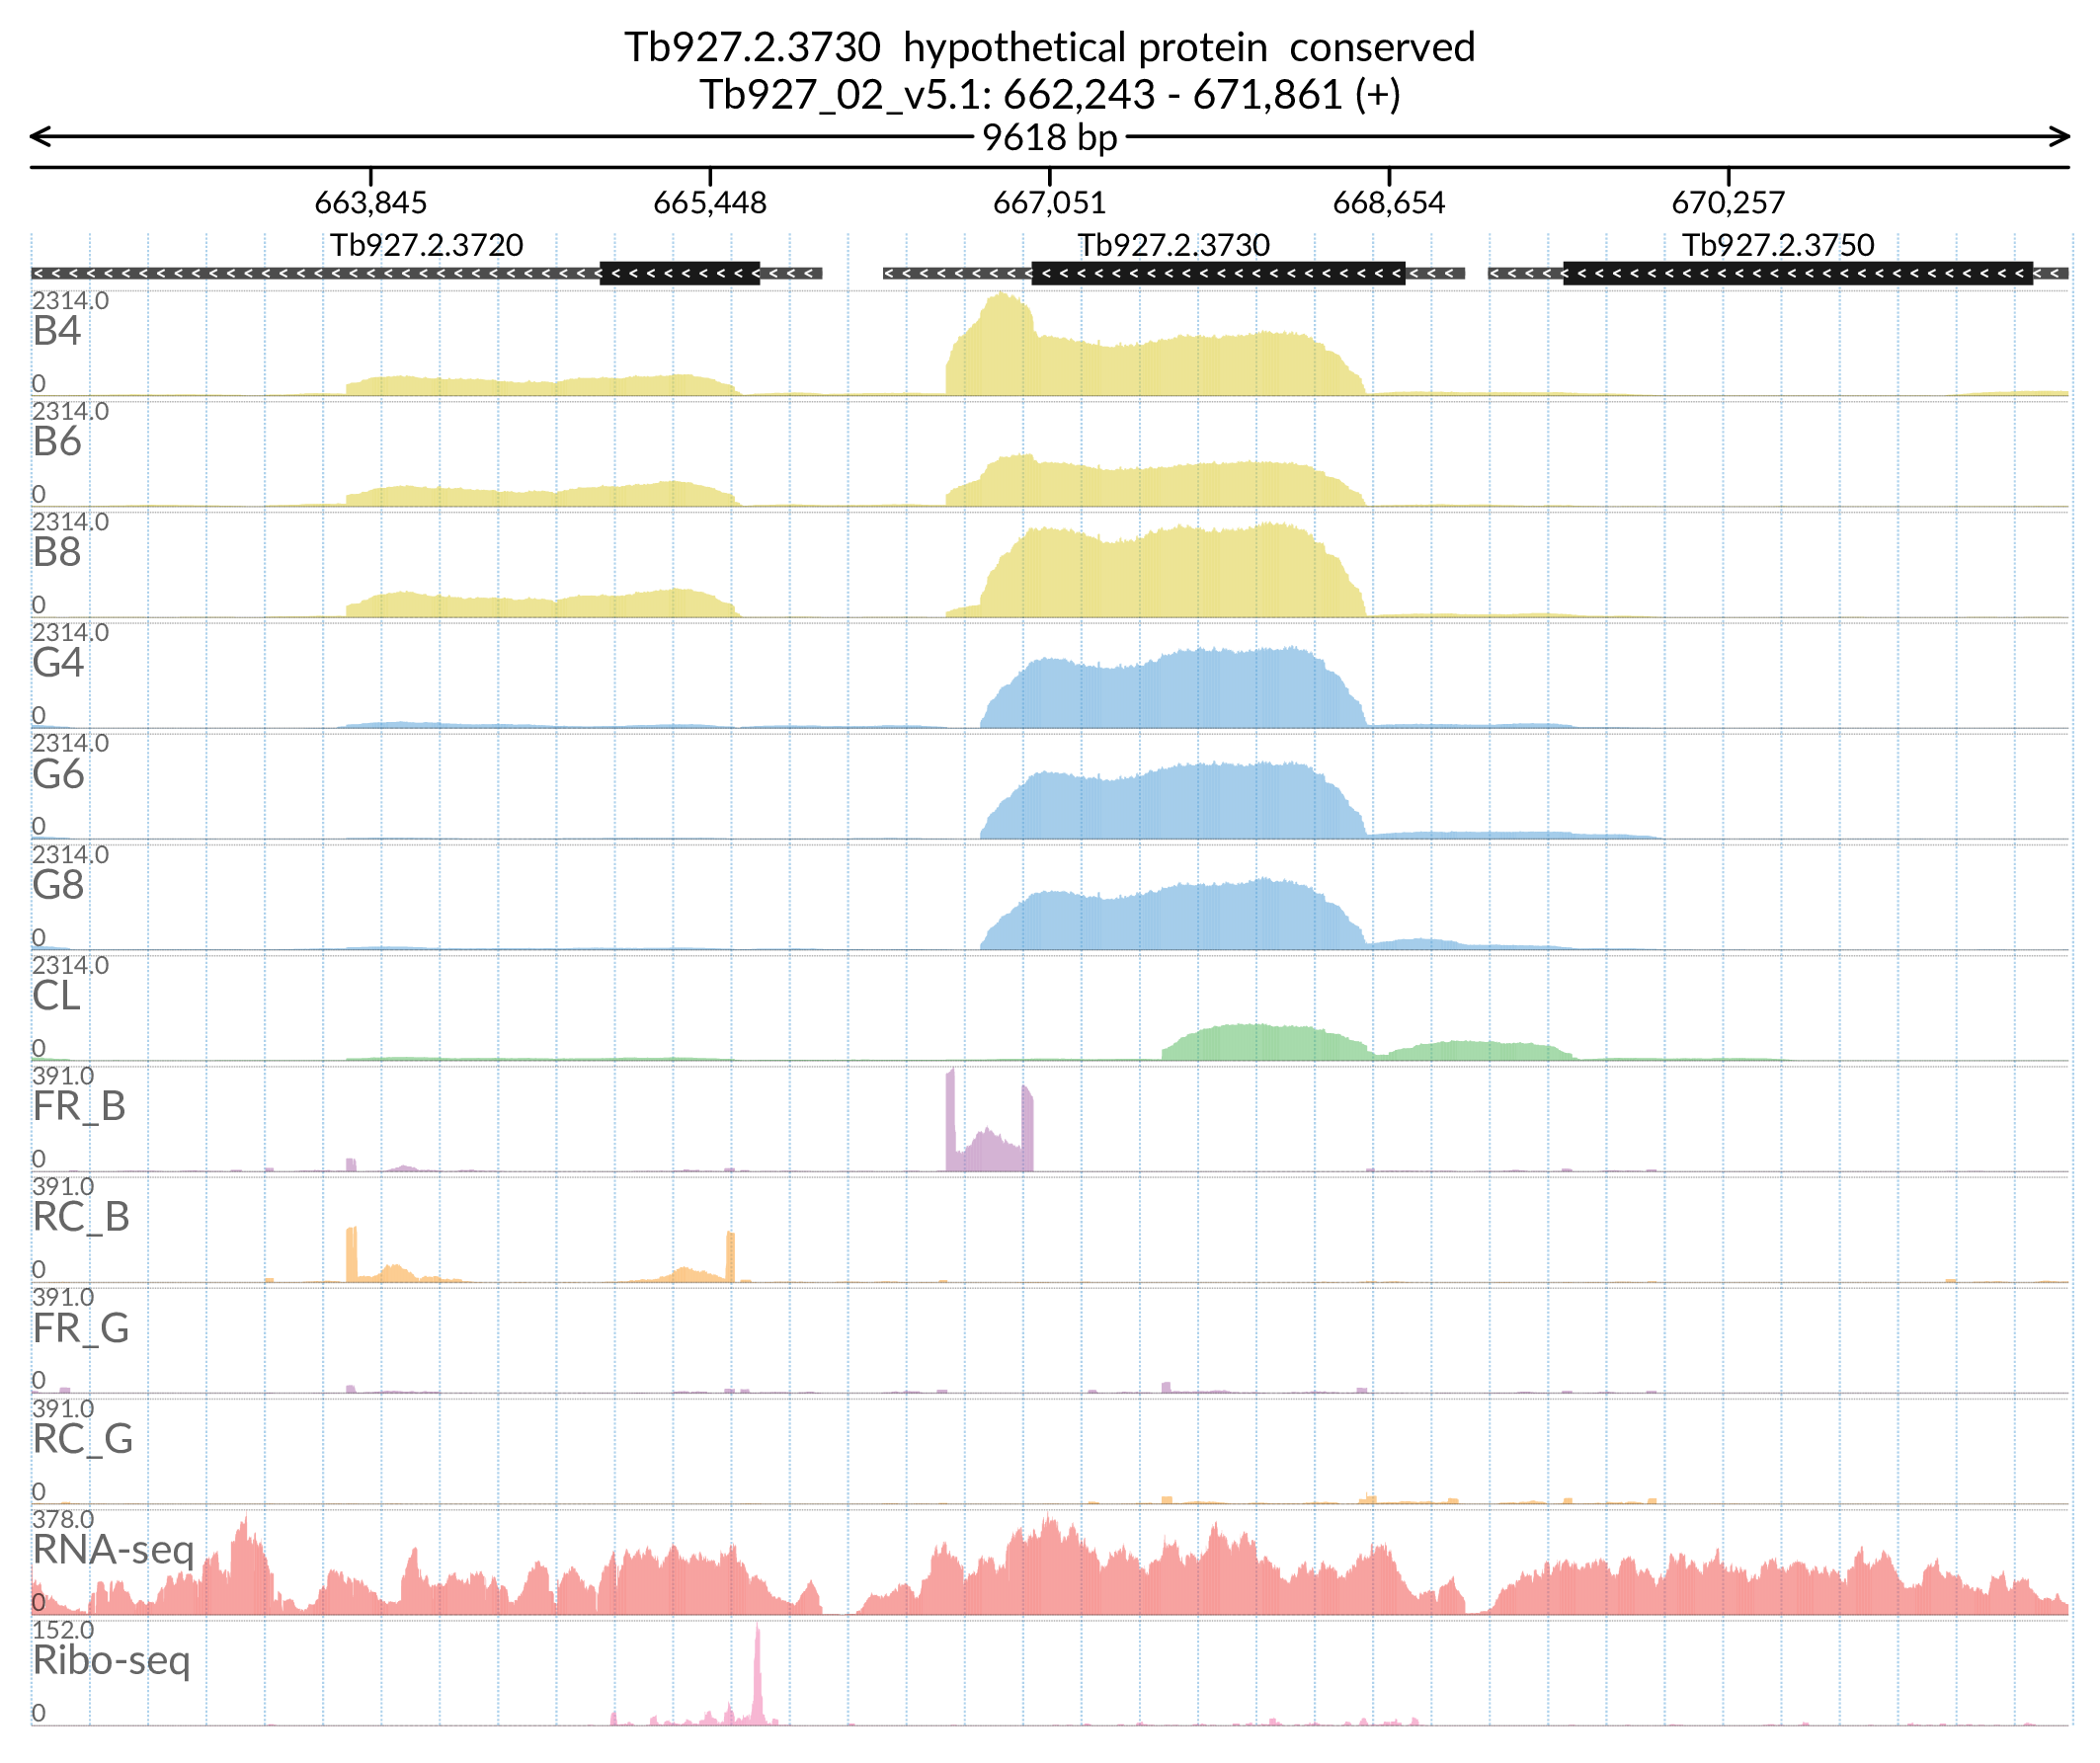 Tb927.2.3730 hypothetical protein conserved
Tb927_02_v5.1: 662,243 - 671,861 (+)
9618 bp
663,845 665,448 667,051 668,654 670,257
Tb927.2.3720 Tb927.2.3730 Tb927.2.3750
2314.0
B4
0
2314.0
B6
0
2314.0
B8
0
2314.0
G4
0
2314.0
G6
0
2314.0
G8
0
2314.0
CL
0
391.0
FR_B
0
391.0
RC_B
0
391.0
FR_G
0
391.0
RC_G
0
378.0
RNA-seq
0
152.0
Ribo-seq
0